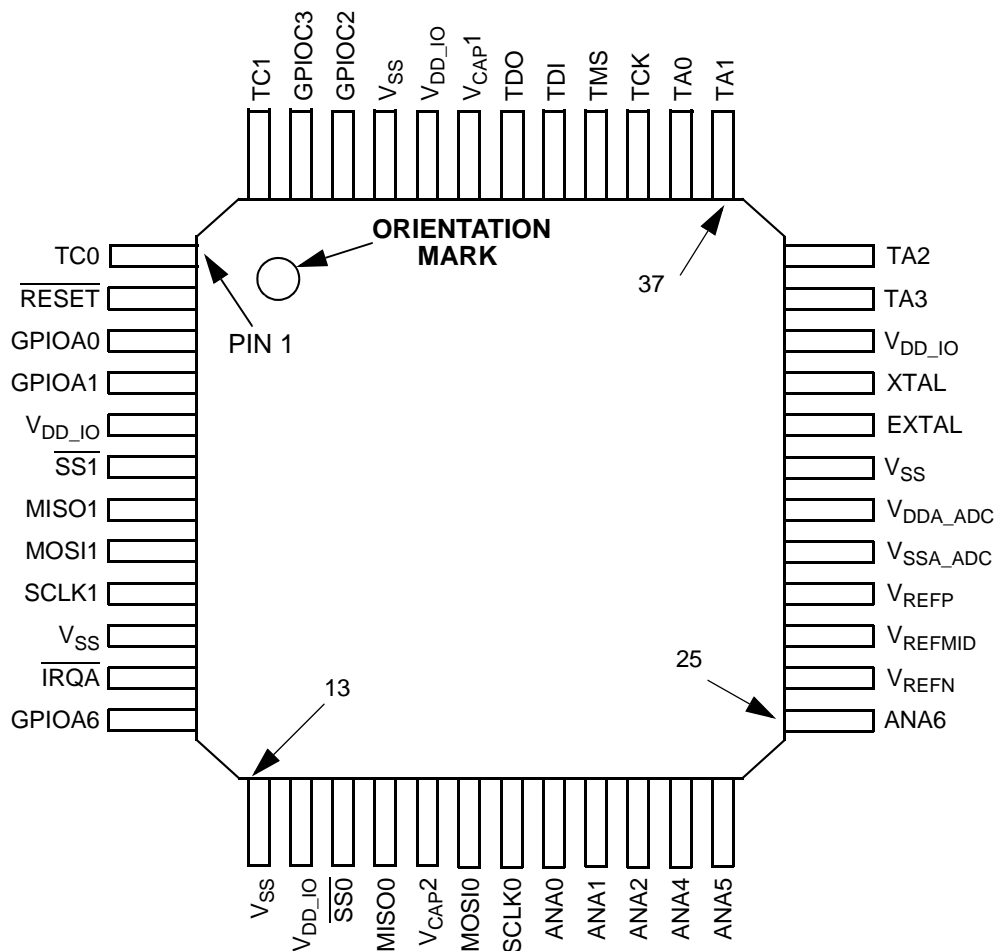 TC1
GPIOC3
GPIOC2
VSS
VDD_IO
VCAP1
TDO
TDI
TMS
TCK
TA0
TA1
ORIENTATION
MARK
37
PIN 1
TC0
RESET
GPIOA0
GPIOA1
VDD_IO
SS1
MISO1
MOSI1
SCLK1
VSS
IRQA
GPIOA6
TA2
TA3
VDD_IO
XTAL
EXTAL
VSS
VDDA_ADC
VSSA_ADC
VREFP
VREFMID
VREFN
ANA6
13
25
VSS
VDD_IO
SS0
MISO0
VCAP2
MOSI0
SCLK0
ANA0
ANA1
ANA2
ANA4
ANA5